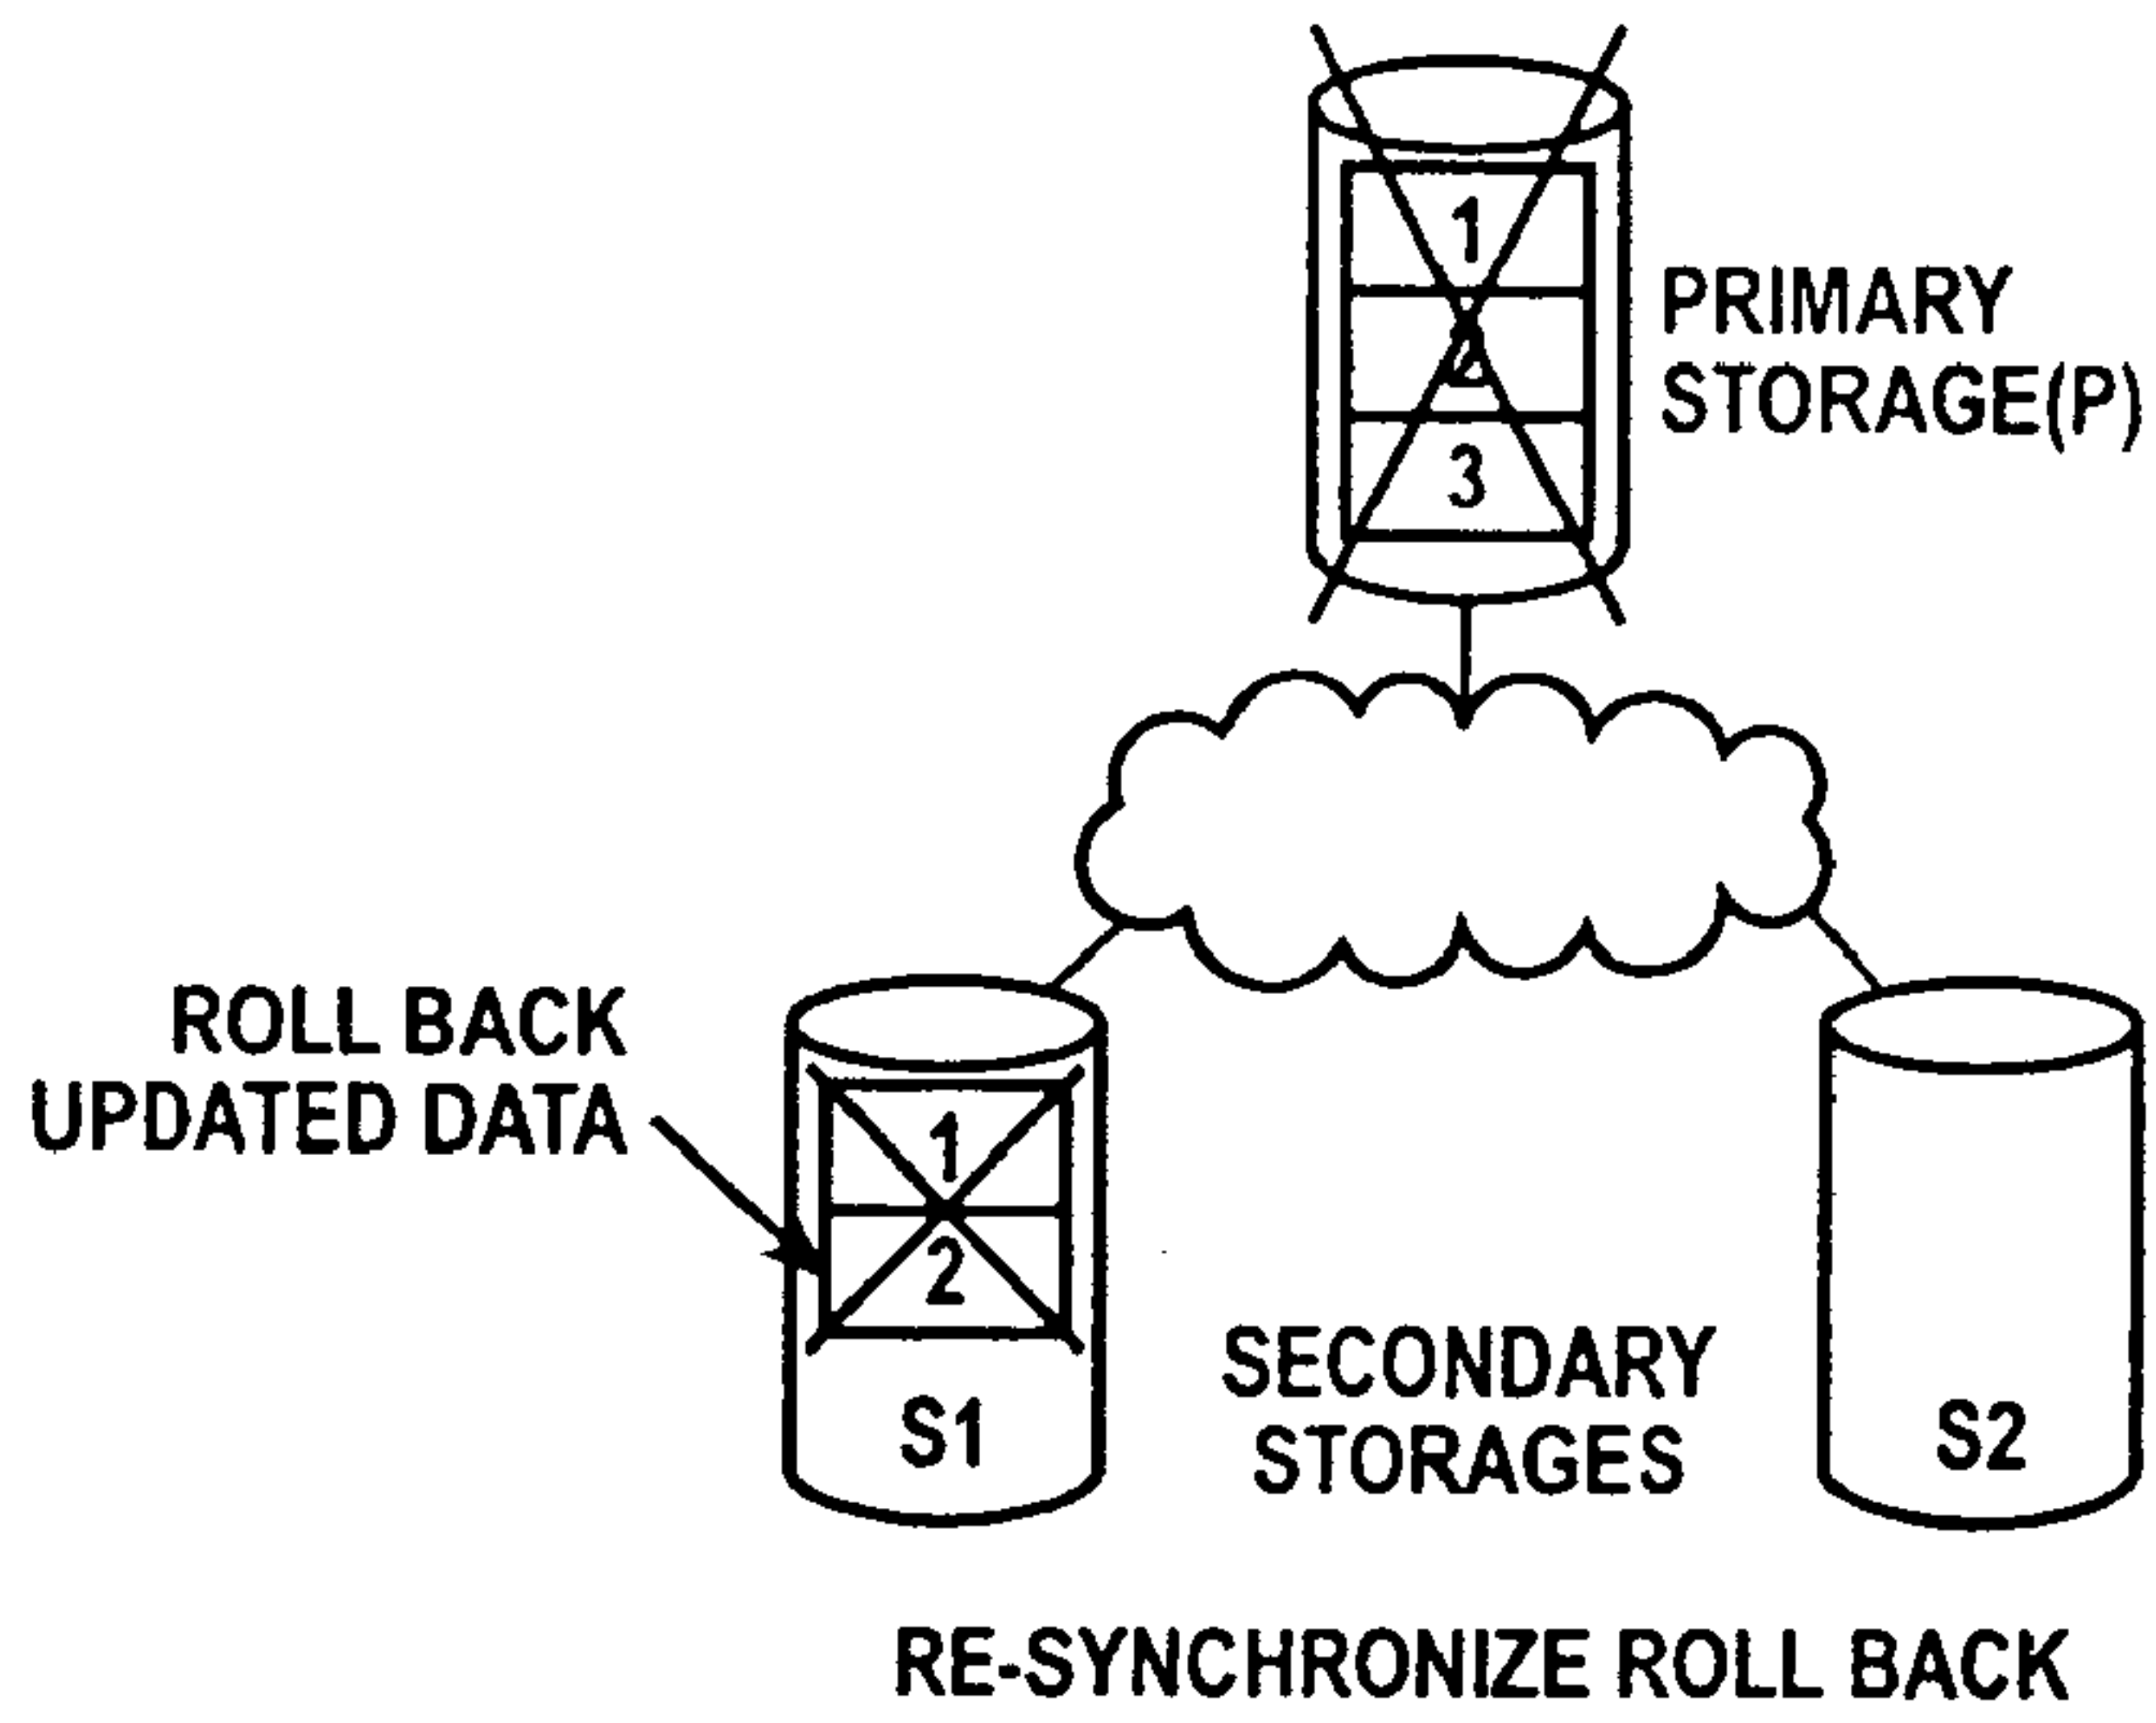 1
2
3
PRIMARY
STORAGE(P)
ROLL BACK
UPDATED DATA
1
2
S1
SECONDARY
STORAGES
S2
RE-SYNCHRONIZE ROLL BACK